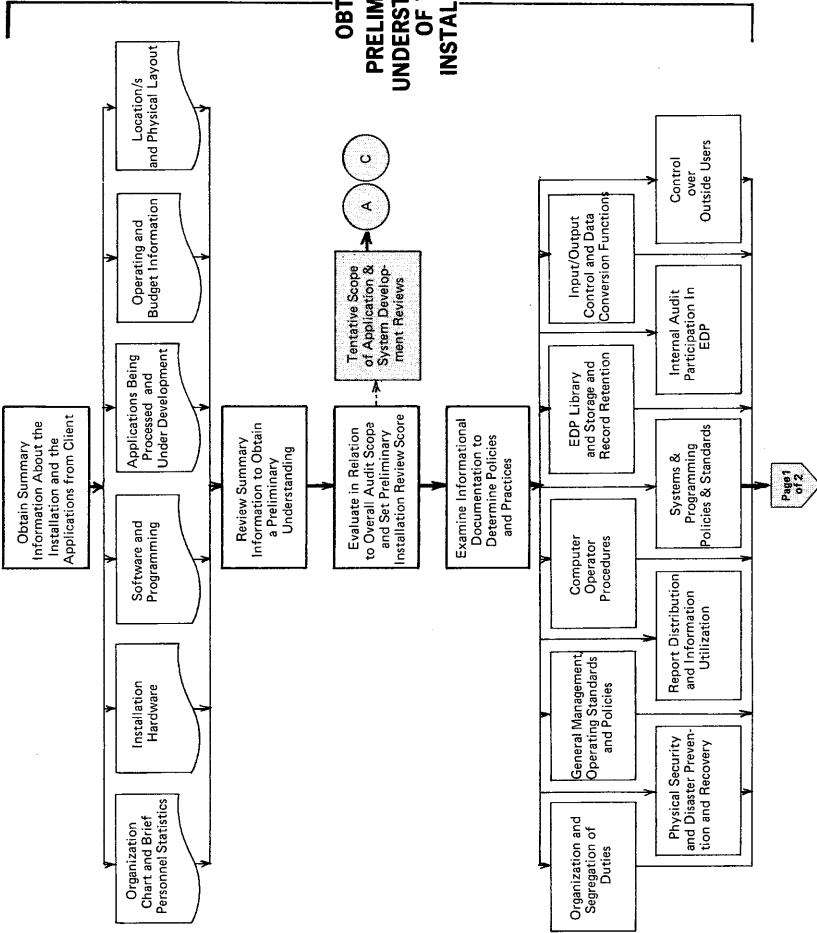 Obtain Summary
Information About the
Installation and the
Applications from Client
Organization
Chart and Brief
Personnel Statistics
Installation
Hardware
Software and
Programming
Applications Being
Processed and
Under Development
Operating and
Budget Information
Location/s
and Physical Layout
Review Summary
Information to Obtain
a Preliminary
Understanding
Evaluate in Relation
to Overall Audit Scope
and Set Preliminary
Installation Review Score
Tentative Scope
of Application &
System Develop-
ment Reviews
A
C
OBT
PRELIM
UNDERST
OF
INSTAL
Examine Informational
Documentation to
Determine Policies
and Practices
Organization and
Segregation of
Duties
General Management,
Operating Standards
and Policies
Computer
Operator
Procedures
EDP Library
and Storage and
Record Retention
Input/Output
Control and Data
Conversion Functions
Physical Security
and Disaster Preven-
tion and Recovery
Report Distribution
and Information
Utilization
Systems &
Programming
Policies & Standards
Internal Audit
Participation In
EDP
Control
over
Outside Users
Page 1
of 2